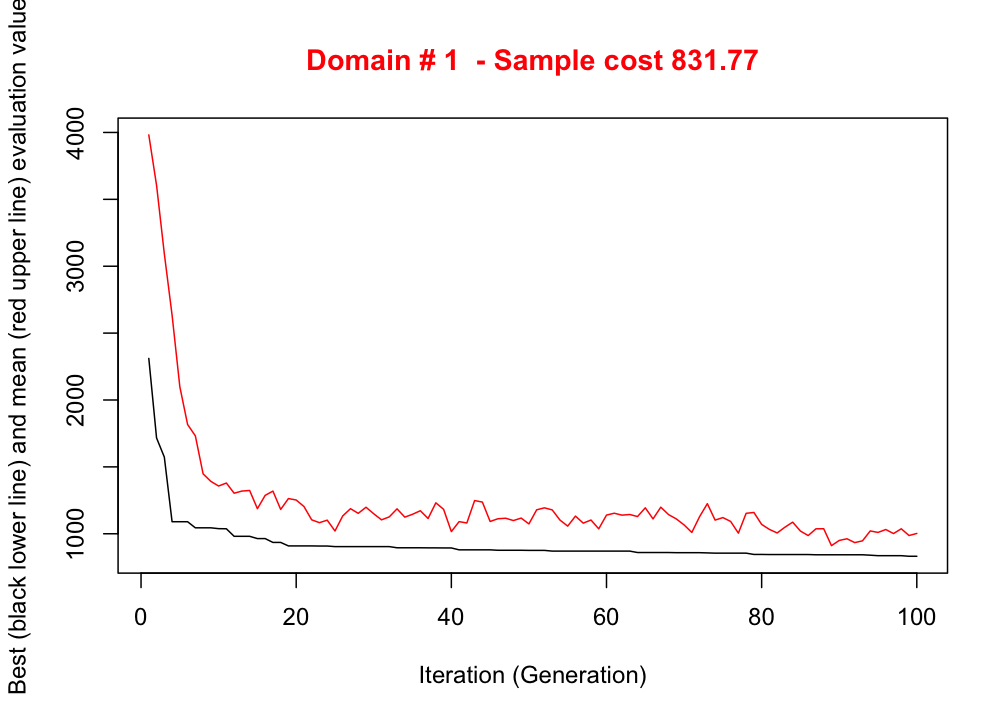 Domain # 1  - Sample cost 831.77
Best (black lower line) and mean (red upper line) evaluation value
4000
3000
2000
1000
0 20 40 60 80 100
Iteration (Generation)